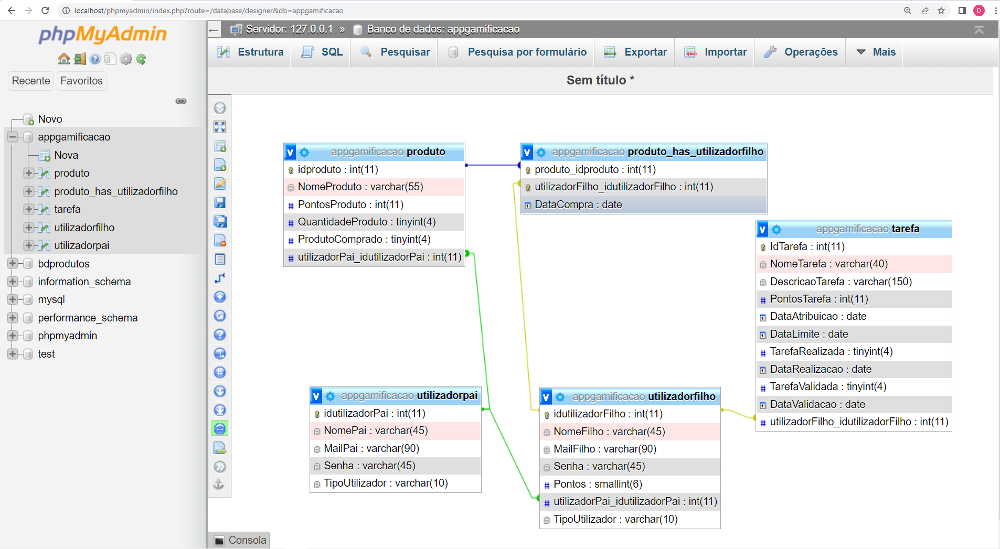 localhost/phpmyadmin/index.php?route=/database/designer&db=appgamificacao
D
phpMyAdmin
Recente
Favoritos
Novo
appgamificacao
Nova
produto
produto_has_utilizadorfilho
tarefa
utilizadorfilho
utilizadorpai
bdprodutos
information_schema
mysql
performance_schema
phpmyadmin
test
Servidor: 127.0.0.1 » Banco de dados: appgamificacao
Estrutura
SQL
Pesquisar
Pesquisa por formulário
Exportar
Importar
Operações
Mais
Sem título *
v appgamificacao produto
idproduto : int(11)
NomeProduto : varchar(55)
# PontosProduto : int(11)
# QuantidadeProduto : tinyint(4)
# ProdutoComprado : tinyint(4)
# utilizadorPai_idutilizadorPai : int(11)
v appgamificacao produto_has_utilizadorfilho
produto_idproduto : int(11)
utilizadorFilho_idutilizadorFilho : int(11)
DataCompra : date
v appgamificacao tarefa
IdTarefa : int(11)
NomeTarefa : varchar(40)
DescricaoTarefa : varchar(150)
# PontosTarefa : int(11)
DataAtribuicao : date
DataLimite : date
# TarefaRealizada : tinyint(4)
DataRealizacao : date
# TarefaValidada : tinyint(4)
DataValidacao : date
# utilizadorFilho_idutilizadorFilho : int(11)
v appgamificacao utilizadorpai
idutilizadorPai : int(11)
NomePai : varchar(45)
MailPai : varchar(90)
Senha : varchar(45)
TipoUtilizador : varchar(10)
v appgamificacao utilizadorfilho
idutilizadorFilho : int(11)
NomeFilho : varchar(45)
MailFilho : varchar(90)
Senha : varchar(45)
# Pontos : smallint(6)
# utilizadorPai_idutilizadorPai : int(11)
TipoUtilizador : varchar(10)
Consola